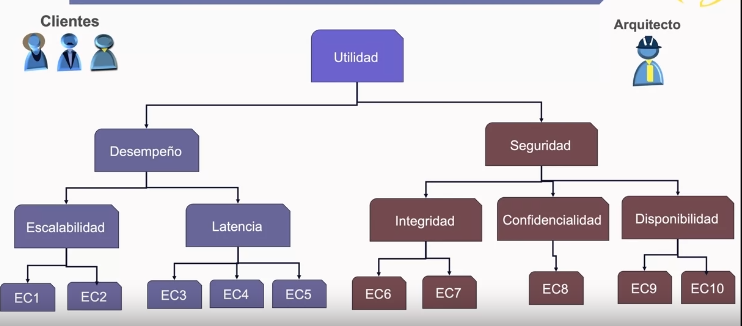 Clientes
Arquitecto
Utilidad
Desempeño
Seguridad
Escalabilidad
Latencia
Integridad
Confidencialidad
Disponibilidad
EC1
EC2
EC3
EC4
EC5
EC6
EC7
EC8
EC9
EC10